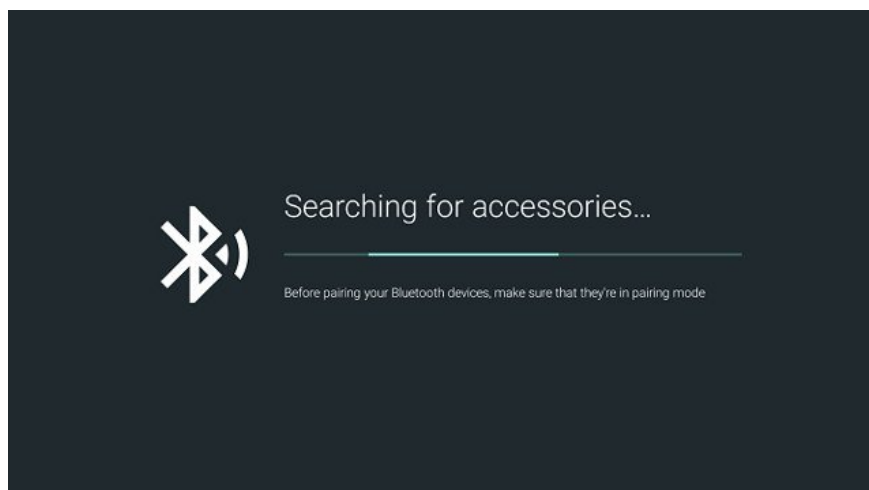 Searching for accessories...
Before pairing your Bluetooth devices, make sure that they're in pairing mode